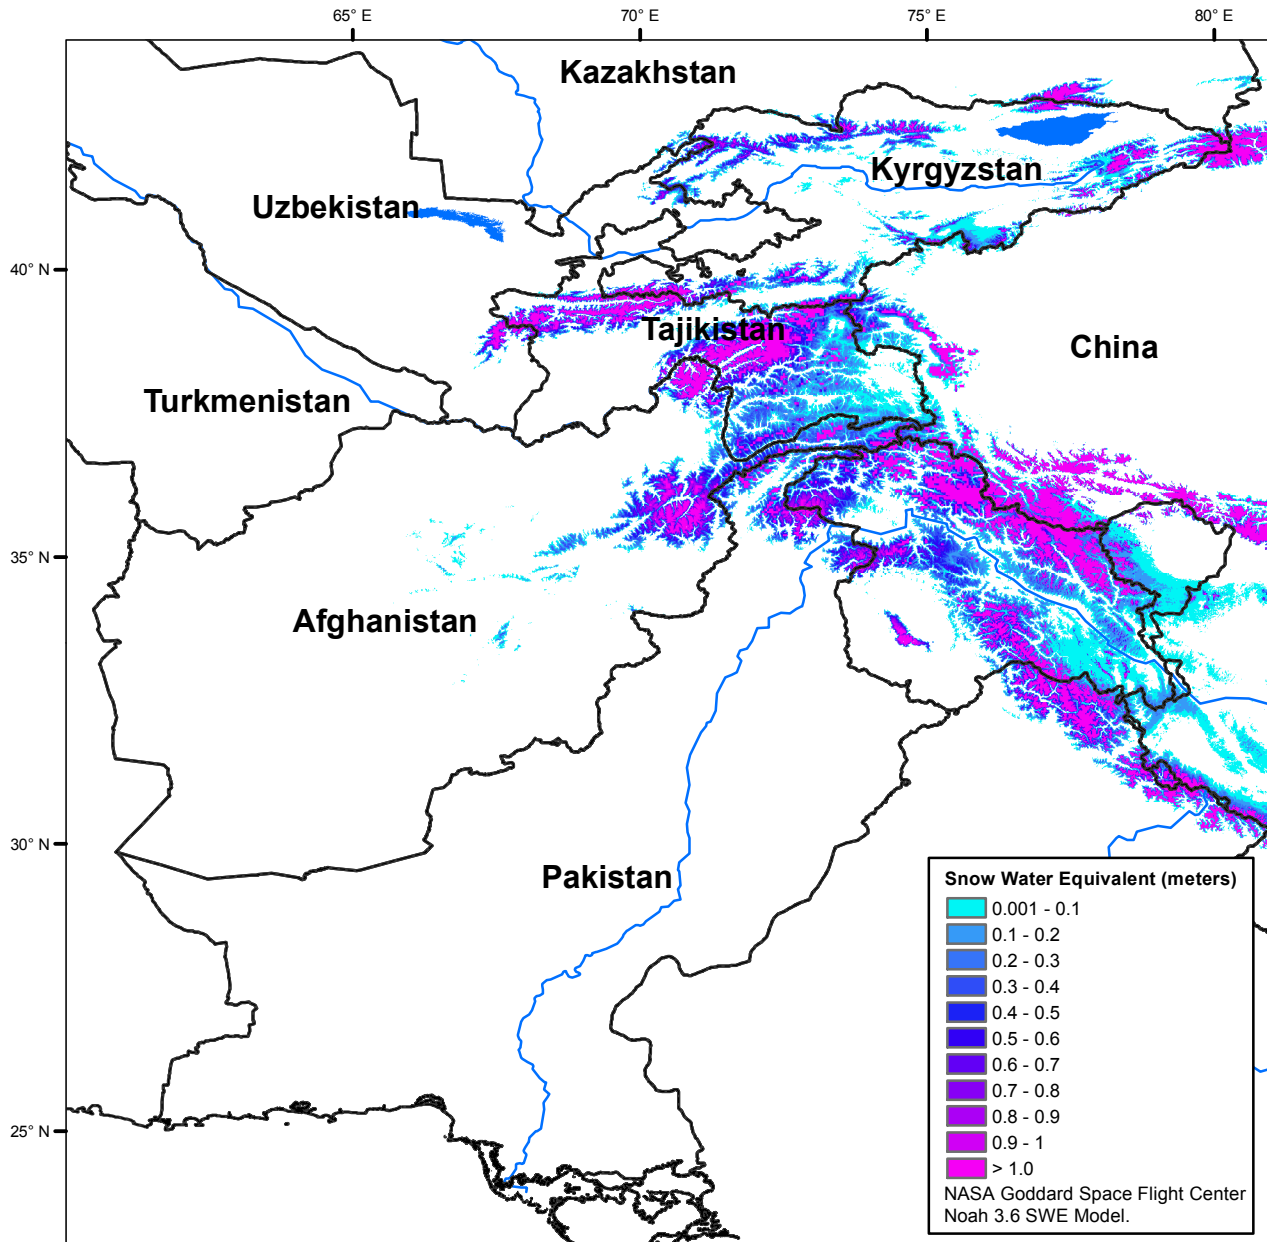 65° E
70° E
75° E
80° E
Kazakhstan
Kyrgyzstan
Uzbekistan
40° N
Tajikistan
China
Turkmenistan
35° N
Afghanistan
30° N
Pakistan
25° N
Snow Water Equivalent (meters)
0.001 - 0.1
0.1 - 0.2
0.2 - 0.3
0.3 - 0.4
0.4 - 0.5
0.5 - 0.6
0.6 - 0.7
0.7 - 0.8
0.8 - 0.9
0.9 - 1
> 1.0
NASA Goddard Space Flight Center
Noah 3.6 SWE Model.